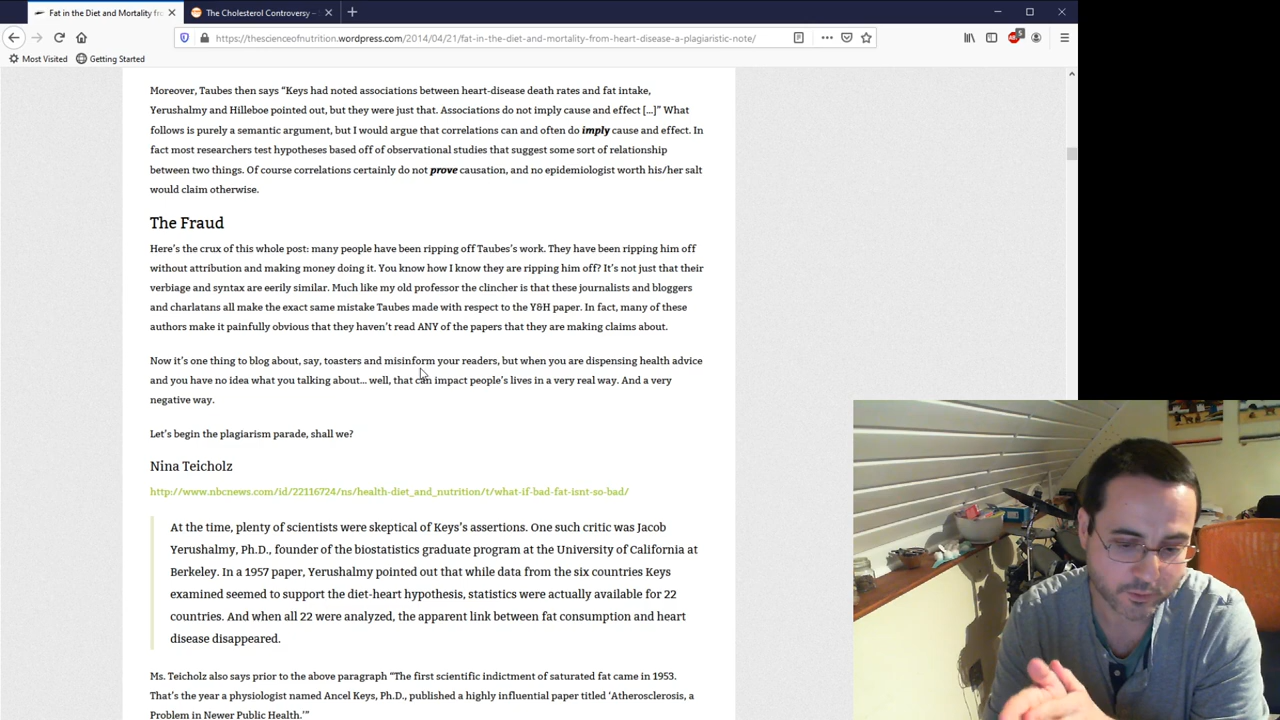 Fat in the Diet and Mortality fro
The Cholesterol Controversy –
https://thescienceofnutrition.wordpress.com/2014/04/21/fat-in-the-diet-and-mortality-from-heart-disease-a-plagiaristic-note/
Most Visited
Getting Started
Moreover, Taubes then says “Keys had noted associations between heart-disease death rates and fat intake,
Yerushalmy and Hilleboe pointed out, but they were just that. Associations do not imply cause and effect [...]” What
follows is purely a semantic argument, but I would argue that correlations can and often do imply cause and effect. In
fact most researchers test hypotheses based off of observational studies that suggest some sort of relationship
between two things. Of course correlations certainly do not prove causation, and no epidemiologist worth his/her salt
would claim otherwise.
The Fraud
Here’s the crux of this whole post: many people have been ripping off Taubes’s work. They have been ripping him off
without attribution and making money doing it. You know how I know they are ripping him off? It’s not just that their
verbiage and syntax are eerily similar. Much like my old professor the clincher is that these journalists and bloggers
and charlatans all make the exact same mistake Taubes made with respect to the Y&H paper. In fact, many of these
authors make it painfully obvious that they haven’t read ANY of the papers that they are making claims about.
Now it’s one thing to blog about, say, toasters and misinform your readers, but when you are dispensing health advice
and you have no idea what you talking about... well, that can impact people’s lives in a very real way. And a very
negative way.
Let’s begin the plagiarism parade, shall we?
Nina Teicholz
http://www.nbcnews.com/id/22116724/ns/health-diet_and_nutrition/t/what-if-bad-fat-isnt-so-bad/
At the time, plenty of scientists were skeptical of Keys’s assertions. One such critic was Jacob
Yerushalmy, Ph.D., founder of the biostatistics graduate program at the University of California at
Berkeley. In a 1957 paper, Yerushalmy pointed out that while data from the six countries Keys
examined seemed to support the diet-heart hypothesis, statistics were actually available for 22
countries. And when all 22 were analyzed, the apparent link between fat consumption and heart
disease disappeared.
Ms. Teicholz also says prior to the above paragraph “The first scientific indictment of saturated fat came in 1953.
That’s the year a physiologist named Ancel Keys, Ph.D., published a highly influential paper titled ‘Atherosclerosis, a
Problem in Newer Public Health.’”